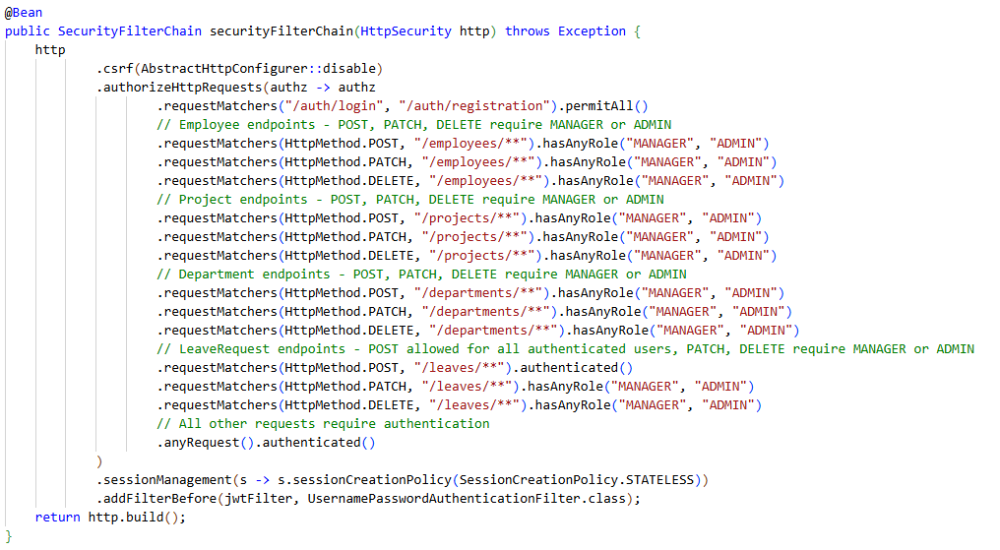 @Bean
public SecurityFilterChain securityFilterChain(HttpSecurity http) throws Exception {
    http
            .csrf(AbstractHttpConfigurer::disable)
            .authorizeHttpRequests(authz -> authz
                    .requestMatchers("/auth/login", "/auth/registration").permitAll()
                    // Employee endpoints - POST, PATCH, DELETE require MANAGER or ADMIN
                    .requestMatchers(HttpMethod.POST, "/employees/**").hasAnyRole("MANAGER", "ADMIN")
                    .requestMatchers(HttpMethod.PATCH, "/employees/**").hasAnyRole("MANAGER", "ADMIN")
                    .requestMatchers(HttpMethod.DELETE, "/employees/**").hasAnyRole("MANAGER", "ADMIN")
                    // Project endpoints - POST, PATCH, DELETE require MANAGER or ADMIN
                    .requestMatchers(HttpMethod.POST, "/projects/**").hasAnyRole("MANAGER", "ADMIN")
                    .requestMatchers(HttpMethod.PATCH, "/projects/**").hasAnyRole("MANAGER", "ADMIN")
                    .requestMatchers(HttpMethod.DELETE, "/projects/**").hasAnyRole("MANAGER", "ADMIN")
                    // Department endpoints - POST, PATCH, DELETE require MANAGER or ADMIN
                    .requestMatchers(HttpMethod.POST, "/departments/**").hasAnyRole("MANAGER", "ADMIN")
                    .requestMatchers(HttpMethod.PATCH, "/departments/**").hasAnyRole("MANAGER", "ADMIN")
                    .requestMatchers(HttpMethod.DELETE, "/departments/**").hasAnyRole("MANAGER", "ADMIN")
                    // LeaveRequest endpoints - POST allowed for all authenticated users, PATCH, DELETE require MANAGER or ADMIN
                    .requestMatchers(HttpMethod.POST, "/leaves/**").authenticated()
                    .requestMatchers(HttpMethod.PATCH, "/leaves/**").hasAnyRole("MANAGER", "ADMIN")
                    .requestMatchers(HttpMethod.DELETE, "/leaves/**").hasAnyRole("MANAGER", "ADMIN")
                    // All other requests require authentication
                    .anyRequest().authenticated()
            )
            .sessionManagement(s -> s.sessionCreationPolicy(SessionCreationPolicy.STATELESS))
            .addFilterBefore(jwtFilter, UsernamePasswordAuthenticationFilter.class);
    return http.build();
}